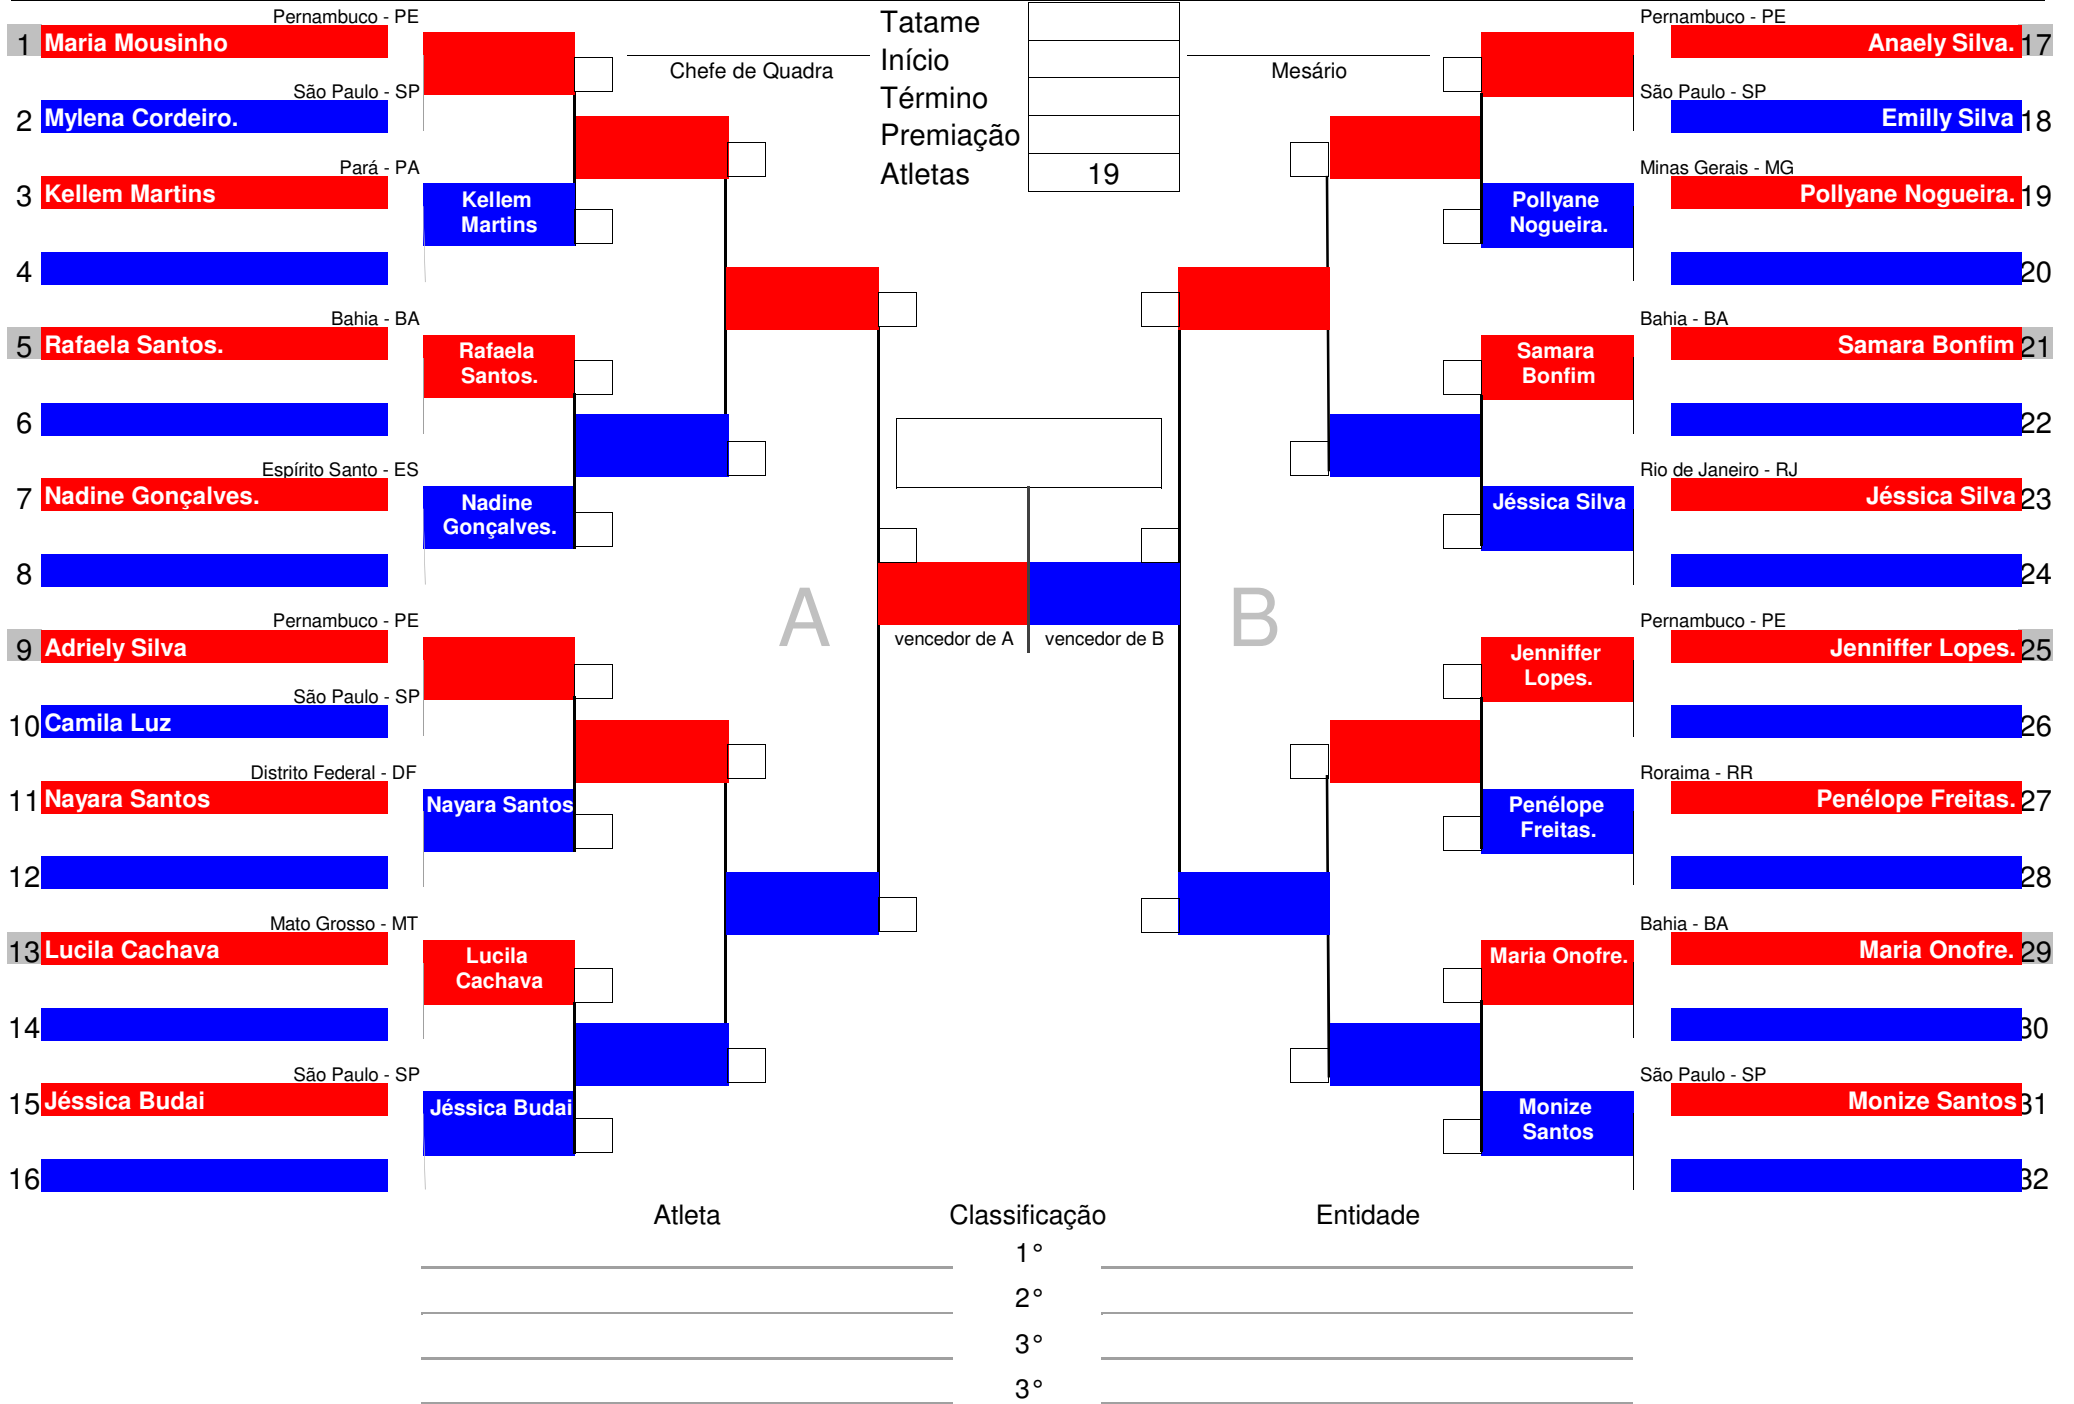 Tatame
Início
Término
Premiação
Atletas 19
Chefe de Quadra
Mesário
Pernambuco - PE
1 Maria Mousinho
São Paulo - SP
2 Mylena Cordeiro.
Pará - PA
3 Kellem Martins
4
Bahia - BA
5 Rafaela Santos.
6
Espírito Santo - ES
7 Nadine Gonçalves.
8
Pernambuco - PE
9 Adriely Silva
São Paulo - SP
10 Camila Luz
Distrito Federal - DF
11 Nayara Santos
12
Mato Grosso - MT
13 Lucila Cachava
14
São Paulo - SP
15 Jéssica Budai
16
Kellem
Martins
Rafaela
Santos.
Nadine
Gonçalves.
Nayara Santos
Lucila
Cachava
Jéssica Budai
A
vencedor de A
vencedor de B
B
Pollyane
Nogueira.
Samara
Bonfim
Jéssica Silva
Jenniffer
Lopes.
Penélope
Freitas.
Maria Onofre.
Monize
Santos
Pernambuco - PE
Anaely Silva. 17
São Paulo - SP
Emilly Silva 18
Minas Gerais - MG
Pollyane Nogueira. 19
20
Bahia - BA
Samara Bonfim 21
22
Rio de Janeiro - RJ
Jéssica Silva 23
24
Pernambuco - PE
Jenniffer Lopes. 25
26
Roraima - RR
Penélope Freitas. 27
28
Bahia - BA
Maria Onofre. 29
30
São Paulo - SP
Monize Santos 31
32
Atleta Classificação Entidade
1°
2°
3°
3°